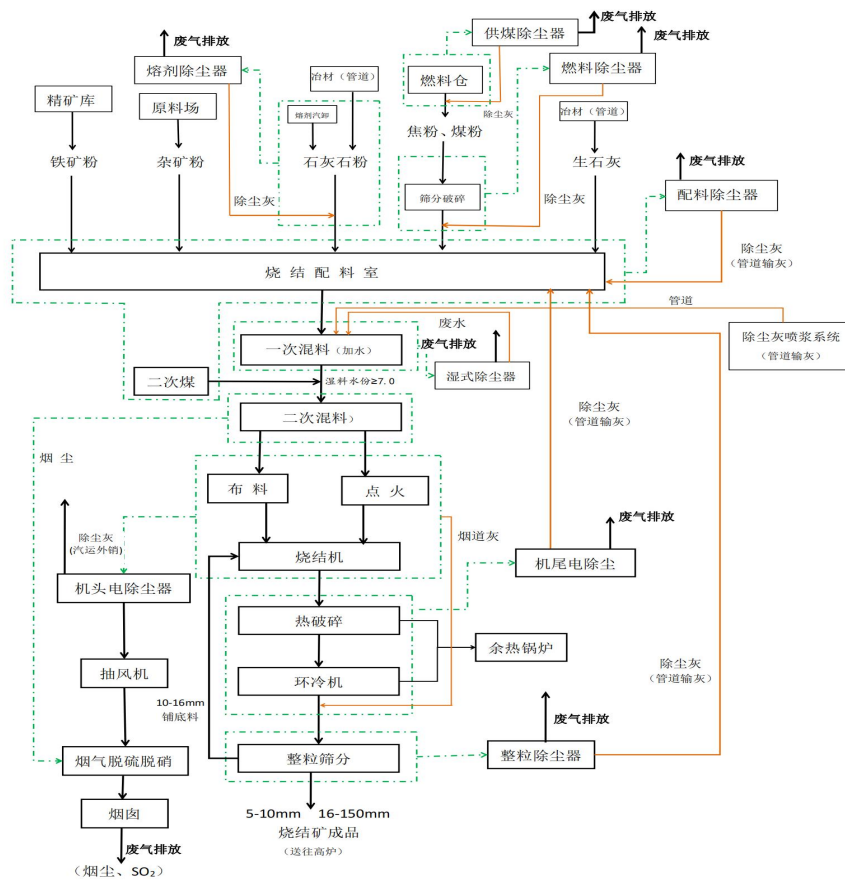 废气排放
供煤除尘器
废气排放
废气排放
熔剂除尘器
冶材（管道）
燃料仓
燃料除尘器
精矿库
原料场
除尘灰
熔剂汽卸
冶材（管道）
焦粉、煤粉
废气排放
铁矿粉
杂矿粉
石灰石粉
生石灰
除尘灰
筛分破碎
除尘灰
配料除尘器
除尘灰
(管道输灰)
烧 结 配 料 室
管道
废水
一次混料（加水）
废气排放
除尘灰喷浆系统
（管道输灰）
二次煤
湿料水份≥7.0
湿式除尘器
二次混料）
除尘灰
（管道输灰）
烟 尘
布 料
点 火
废气排放
除尘灰
(汽运外销)
烟道灰
烧结机
机尾电除尘
机头电除尘器
热破碎
余热锅炉
除尘灰
（管道输灰）
抽风机
环冷机
10-16mm
铺底料
废气排放
烟气脱硫脱硝
整粒筛分
整粒除尘器
烟囱
5-10mm 16-150mm
烧结矿成品
（送往高炉）
废气排放
（烟尘、SO₂）